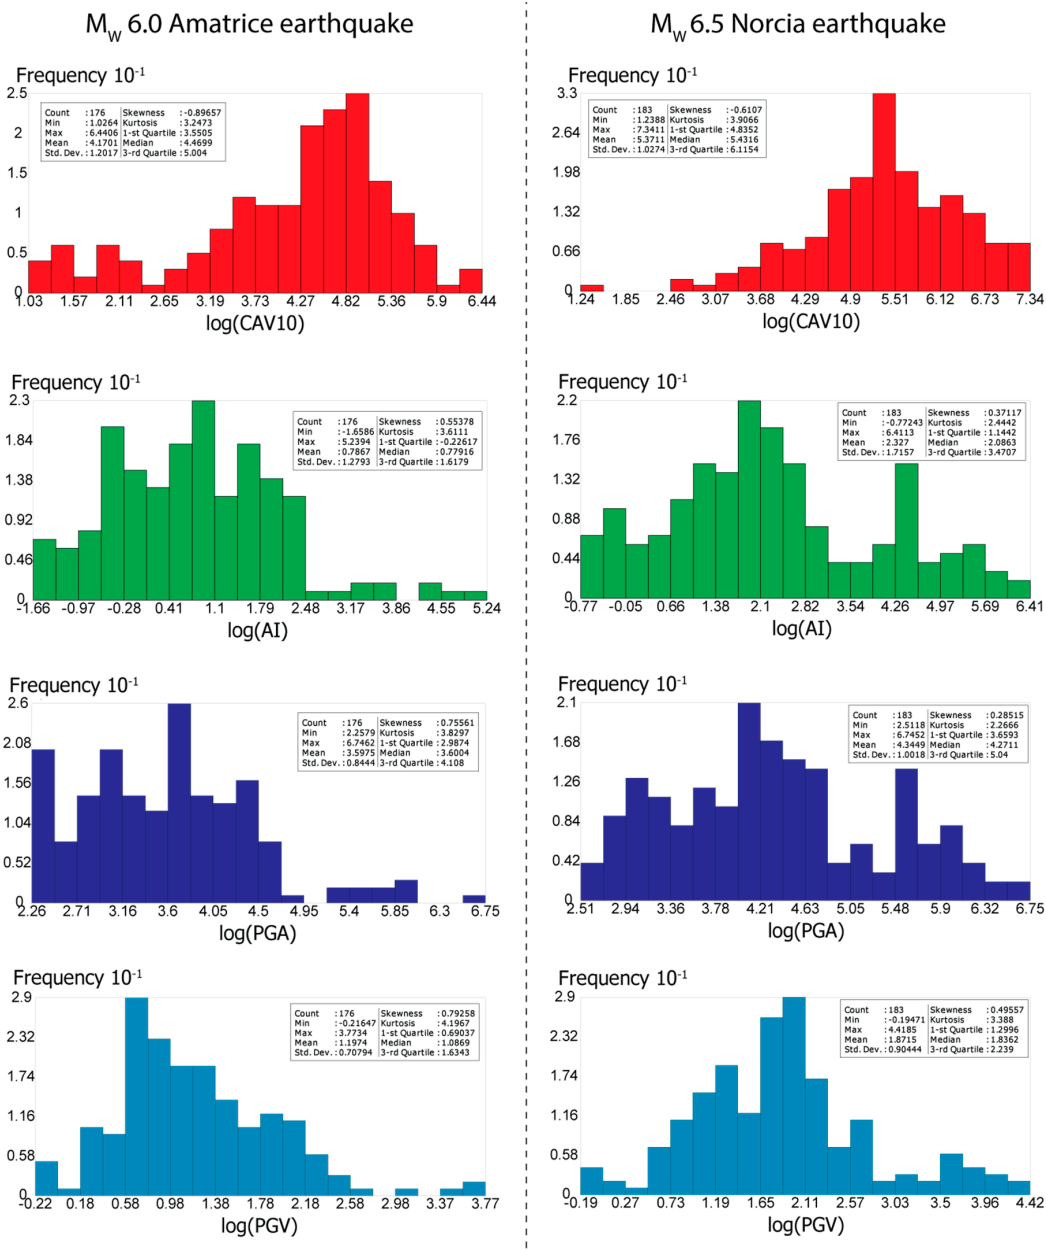 M_W 6.0 Amatrice earthquake
M_W 6.5 Norcia earthquake
Frequency 10⁻¹
2.5
2
1.5
1
0.5
0
Count :176 Skewness :-0.89657
Min :1.0264 Kurtosis :3.2473
Max :6.4406 1-st Quartile :3.5505
Mean :4.1701 Median :4.4699
Std. Dev. :1.2017 3-rd Quartile :5.004
1.03 1.57 2.11 2.65 3.19 3.73 4.27 4.82 5.36 5.9 6.44
log(CAV10)
Frequency 10⁻¹
3.3
2.64
1.98
1.32
0.66
0
Count :183 Skewness :-0.6107
Min :1.2388 Kurtosis :3.9066
Max :7.3411 1-st Quartile :4.8352
Mean :5.3711 Median :5.4316
Std. Dev. :1.0274 3-rd Quartile :6.1154
1.24 1.85 2.46 3.07 3.68 4.29 4.9 5.51 6.12 6.73 7.34
log(CAV10)
Frequency 10⁻¹
2.3
1.84
1.38
0.92
0.46
0
Count :176 Skewness :0.55378
Min :-1.6586 Kurtosis :3.6111
Max :5.2394 1-st Quartile :-0.22617
Mean :0.7867 Median :0.77916
Std. Dev. :1.2793 3-rd Quartile :1.6179
-1.66 -0.97 -0.28 0.41 1.1 1.79 2.48 3.17 3.86 4.55 5.24
log(AI)
Frequency 10⁻¹
2.2
1.76
1.32
0.88
0.44
0
Count :183 Skewness :0.37117
Min :-0.77243 Kurtosis :2.4442
Max :6.4113 1-st Quartile :1.1442
Mean :2.327 Median :2.0863
Std. Dev. :1.7157 3-rd Quartile :3.4707
-0.77 -0.05 0.66 1.38 2.1 2.82 3.54 4.26 4.97 5.69 6.41
log(AI)
Frequency 10⁻¹
2.6
2.08
1.56
1.04
0.52
0
Count :176 Skewness :0.75561
Min :2.2579 Kurtosis :3.8297
Max :6.7462 1-st Quartile :2.9874
Mean :3.5975 Median :3.6004
Std. Dev. :0.8444 3-rd Quartile :4.108
2.26 2.71 3.16 3.6 4.05 4.5 4.95 5.4 5.85 6.3 6.75
log(PGA)
Frequency 10⁻¹
2.1
1.68
1.26
0.84
0.42
0
Count :183 Skewness :0.28515
Min :2.5118 Kurtosis :2.2666
Max :6.7452 1-st Quartile :3.6593
Mean :4.3449 Median :4.2711
Std. Dev. :1.0018 3-rd Quartile :5.04
2.51 2.94 3.36 3.78 4.21 4.63 5.05 5.48 5.9 6.32 6.75
log(PGA)
Frequency 10⁻¹
2.9
2.32
1.74
1.16
0.58
0
Count :176 Skewness :0.79258
Min :-0.21647 Kurtosis :4.1967
Max :3.7734 1-st Quartile :0.69037
Mean :1.1974 Median :1.0869
Std. Dev. :0.70794 3-rd Quartile :1.6343
-0.22 0.18 0.58 0.98 1.38 1.78 2.18 2.58 2.98 3.37 3.77
log(PGV)
Frequency 10⁻¹
2.9
2.32
1.74
1.16
0.58
0
Count :183 Skewness :0.49557
Min :-0.19471 Kurtosis :3.388
Max :4.4185 1-st Quartile :1.2996
Mean :1.8715 Median :1.8362
Std. Dev. :0.90444 3-rd Quartile :2.239
-0.19 0.27 0.73 1.19 1.65 2.11 2.57 3.03 3.5 3.96 4.42
log(PGV)